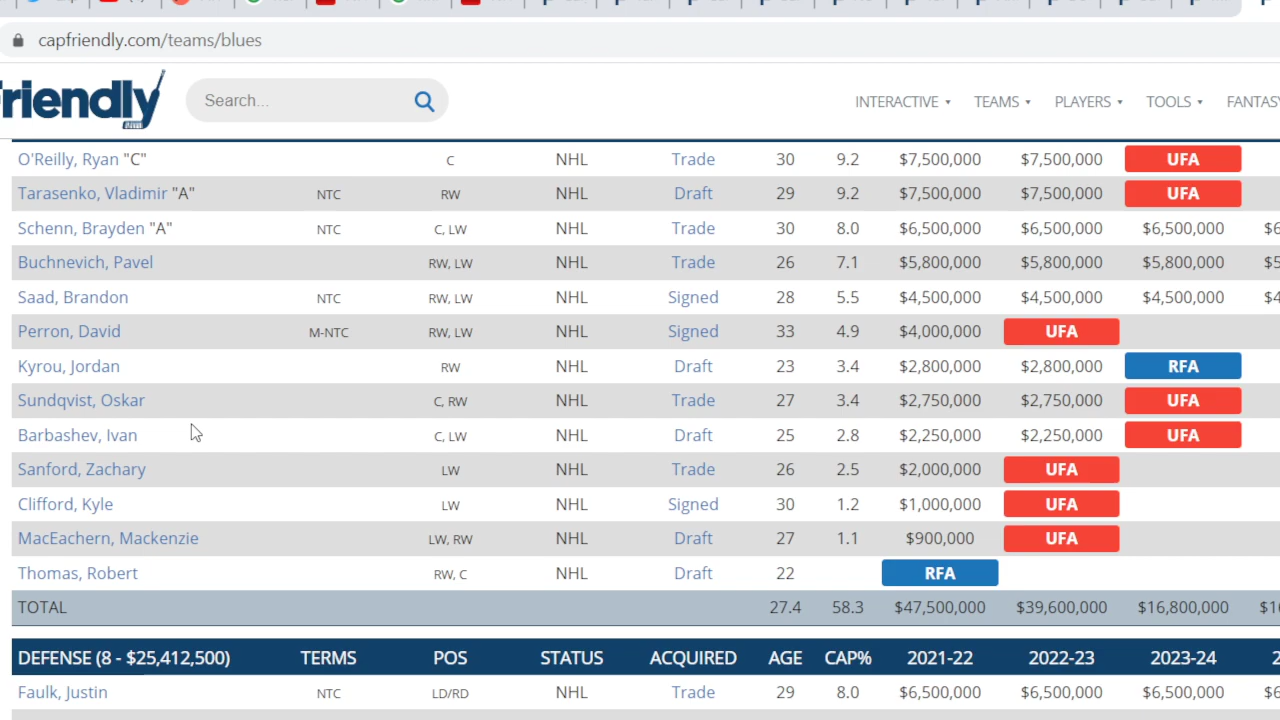 capfriendly.com/teams/blues
friendly Search... INTERACTIVE TEAMS PLAYERS TOOLS FANTASY
O'Reilly, Ryan "C" C NHL Trade 30 9.2 $7,500,000 $7,500,000 UFA
Tarasenko, Vladimir "A" NTC RW NHL Draft 29 9.2 $7,500,000 $7,500,000 UFA
Schenn, Brayden "A" NTC C, LW NHL Trade 30 8.0 $6,500,000 $6,500,000 $6,500,000 $6
Buchnevich, Pavel RW, LW NHL Trade 26 7.1 $5,800,000 $5,800,000 $5,800,000 $5
Saad, Brandon NTC RW, LW NHL Signed 28 5.5 $4,500,000 $4,500,000 $4,500,000 $4
Perron, David M-NTC RW, LW NHL Signed 33 4.9 $4,000,000 UFA
Kyrou, Jordan RW NHL Draft 23 3.4 $2,800,000 $2,800,000 RFA
Sundqvist, Oskar C, RW NHL Trade 27 3.4 $2,750,000 $2,750,000 UFA
Barbashev, Ivan C, LW NHL Draft 25 2.8 $2,250,000 $2,250,000 UFA
Sanford, Zachary LW NHL Trade 26 2.5 $2,000,000 UFA
Clifford, Kyle LW NHL Signed 30 1.2 $1,000,000 UFA
MacEachern, Mackenzie LW, RW NHL Draft 27 1.1 $900,000 UFA
Thomas, Robert RW, C NHL Draft 22 RFA
TOTAL 27.4 58.3 $47,500,000 $39,600,000 $16,800,000 $1
DEFENSE (8 - $25,412,500) TERMS POS STATUS ACQUIRED AGE CAP% 2021-22 2022-23 2023-24 2
Faulk, Justin NTC LD/RD NHL Trade 29 8.0 $6,500,000 $6,500,000 $6,500,000 $6